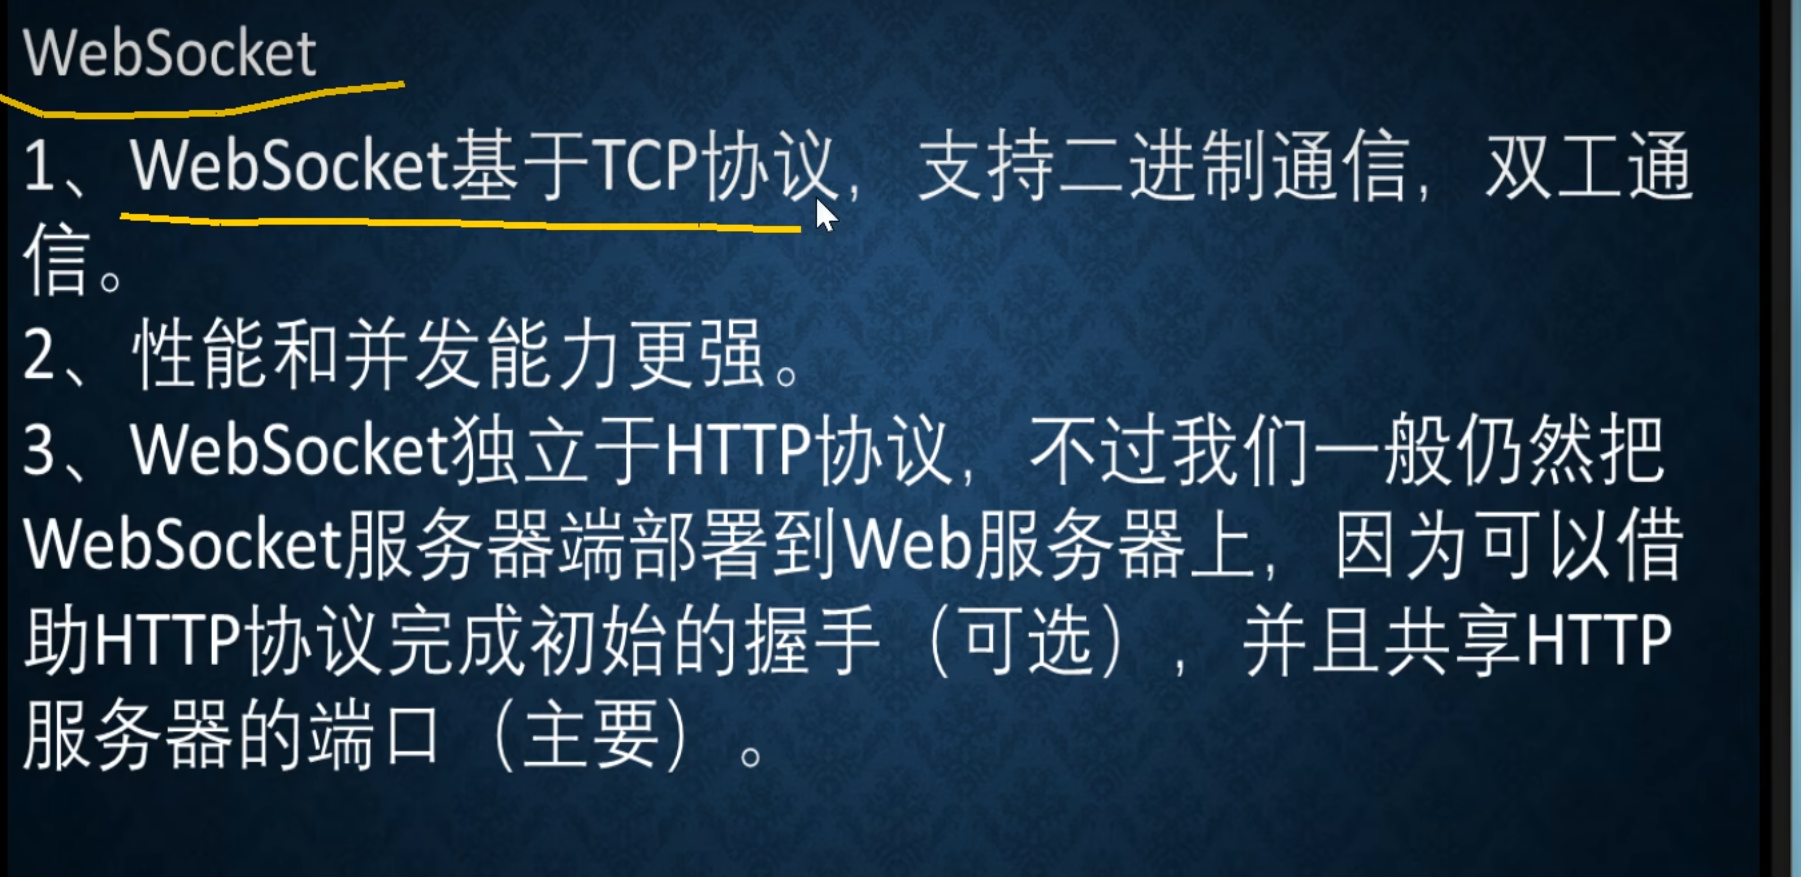 WebSocket
1、WebSocket基于TCP协议，支持二进制通信，双工通
信。
2、性能和并发能力更强。
3、WebSocket独立于HTTP协议，不过我们一般仍然把
WebSocket服务器端部署到Web服务器上，因为可以借
助HTTP协议完成初始的握手（可选），并且共享HTTP
服务器的端口（主要）。